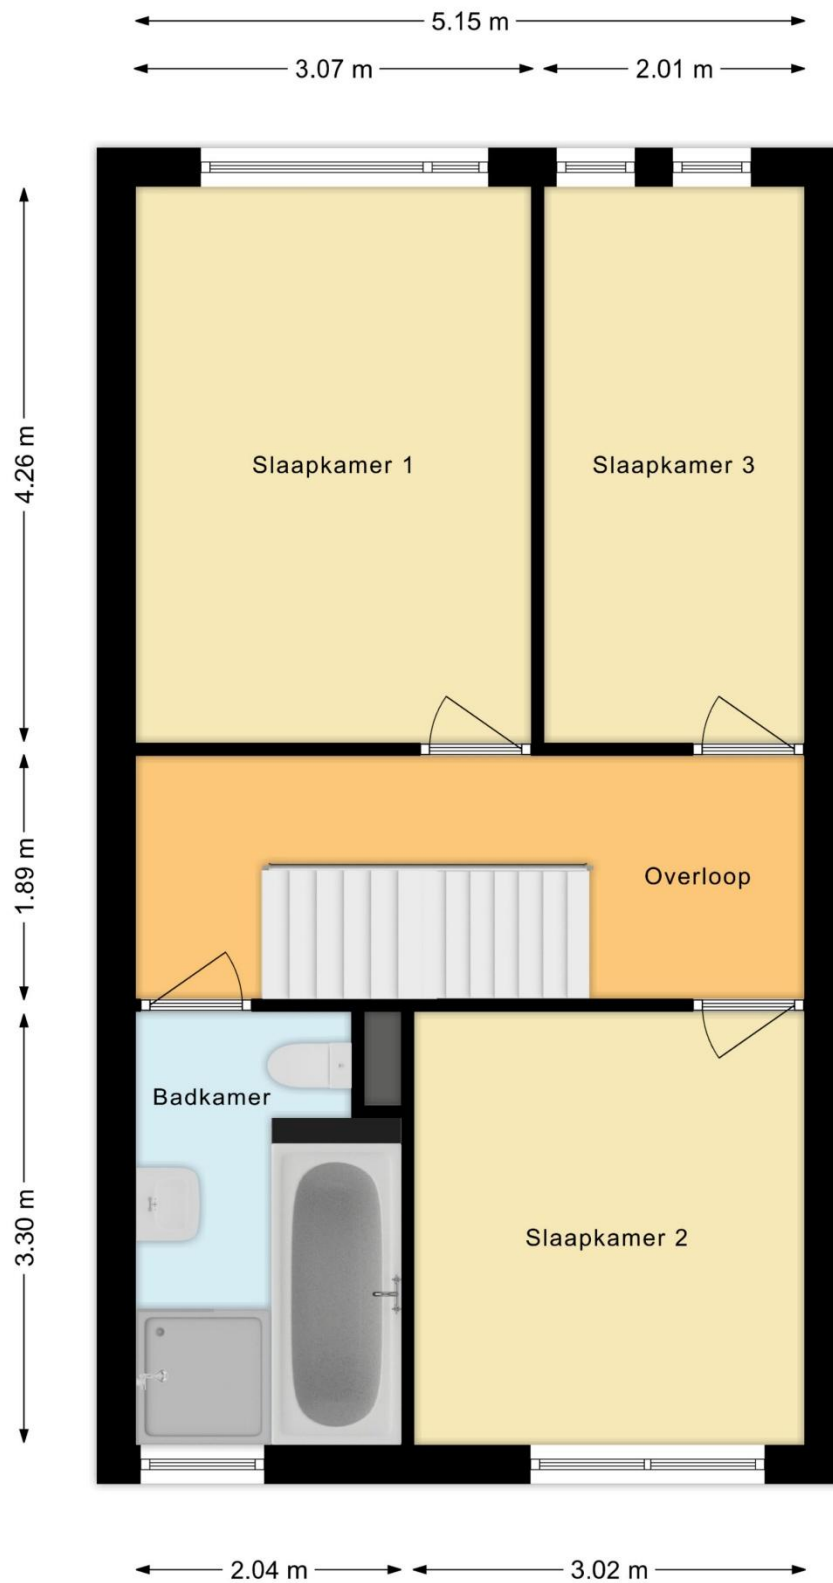 5.15 m
3.07 m
2.01 m
4.26 m
Slaapkamer 1
Slaapkamer 3
1.89 m
Overloop
Badkamer
3.30 m
Slaapkamer 2
2.04 m
3.02 m